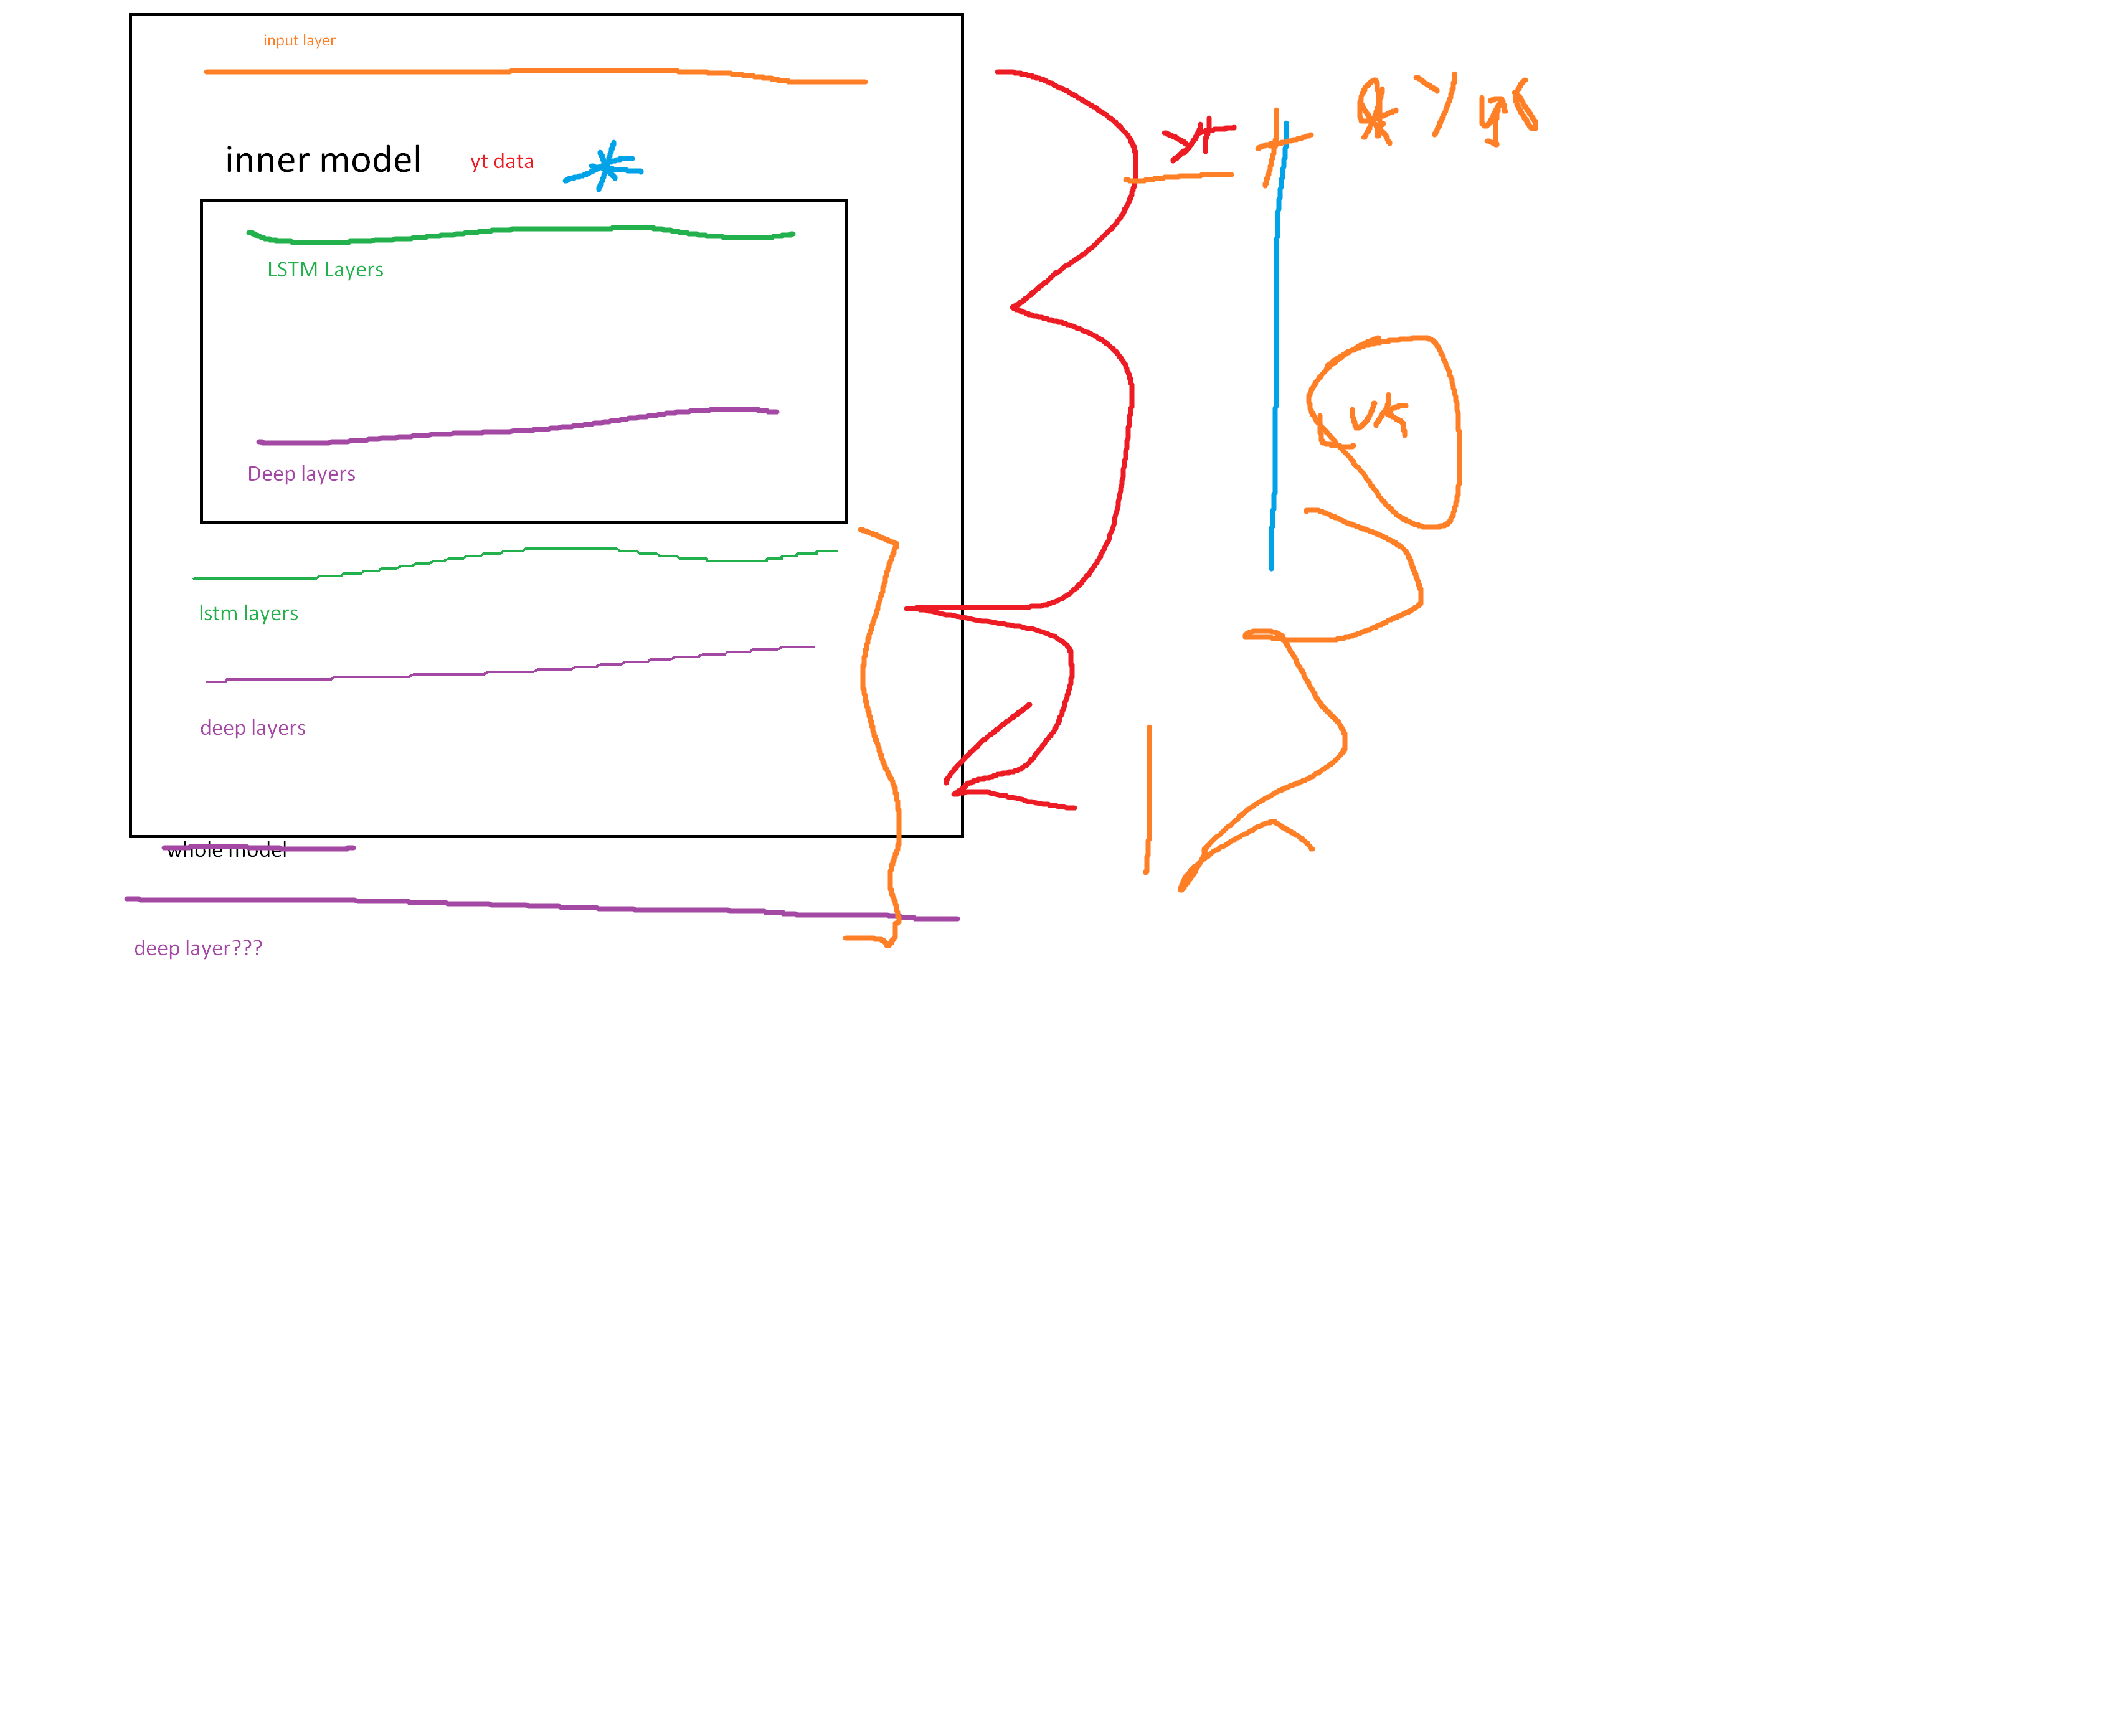 input layer
inner model yt data
LSTM Layers
Deep layers
lstm layers
deep layers
whole model
deep layer???